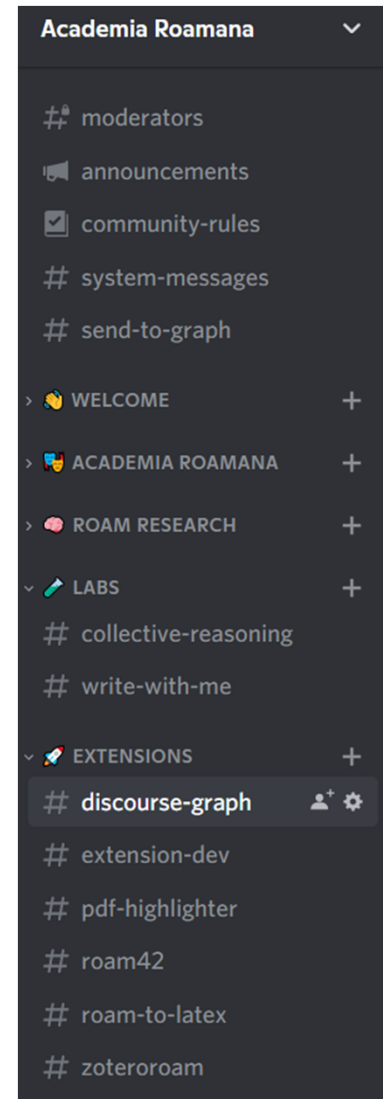 Academia Roamana
moderators
announcements
community-rules
system-messages
send-to-graph
WELCOME
ACADEMIA ROAMANA
ROAM RESEARCH
LABS
collective-reasoning
write-with-me
EXTENSIONS
discourse-graph
extension-dev
pdf-highlighter
roam42
roam-to-latex
zoteroroam